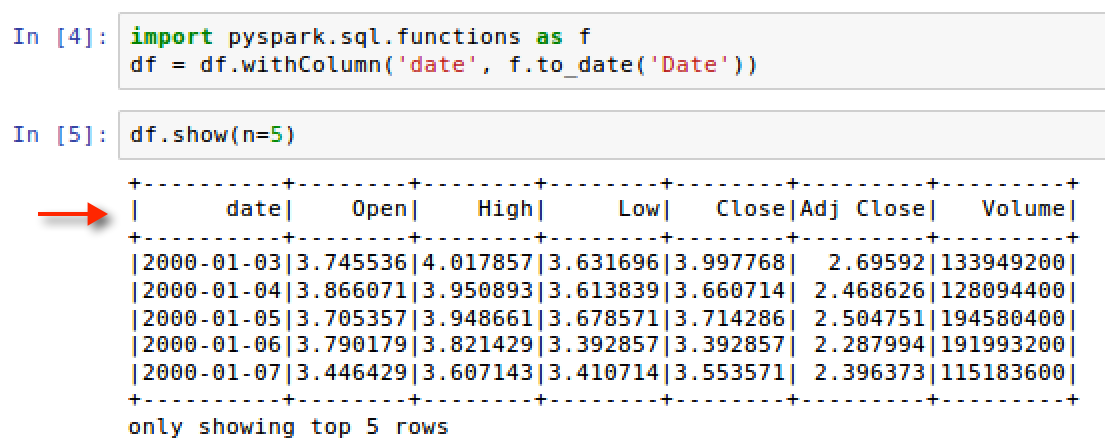 In [4]: import pyspark.sql.functions as f
df = df.withColumn('date', f.to_date('Date'))
In [5]: df.show(n=5)
+----------+--------+--------+--------+--------+---------+---------+
|      date|    Open|    High|     Low|   Close|Adj Close|   Volume|
+----------+--------+--------+--------+--------+---------+---------+
|2000-01-03|3.745536|4.017857|3.631696|3.997768|  2.69592|133949200|
|2000-01-04|3.866071|3.950893|3.613839|3.660714| 2.468626|128094400|
|2000-01-05|3.705357|3.948661|3.678571|3.714286| 2.504751|194580400|
|2000-01-06|3.790179|3.821429|3.392857|3.392857| 2.287994|191993200|
|2000-01-07|3.446429|3.607143|3.410714|3.553571| 2.396373|115183600|
+----------+--------+--------+--------+--------+---------+---------+
only showing top 5 rows